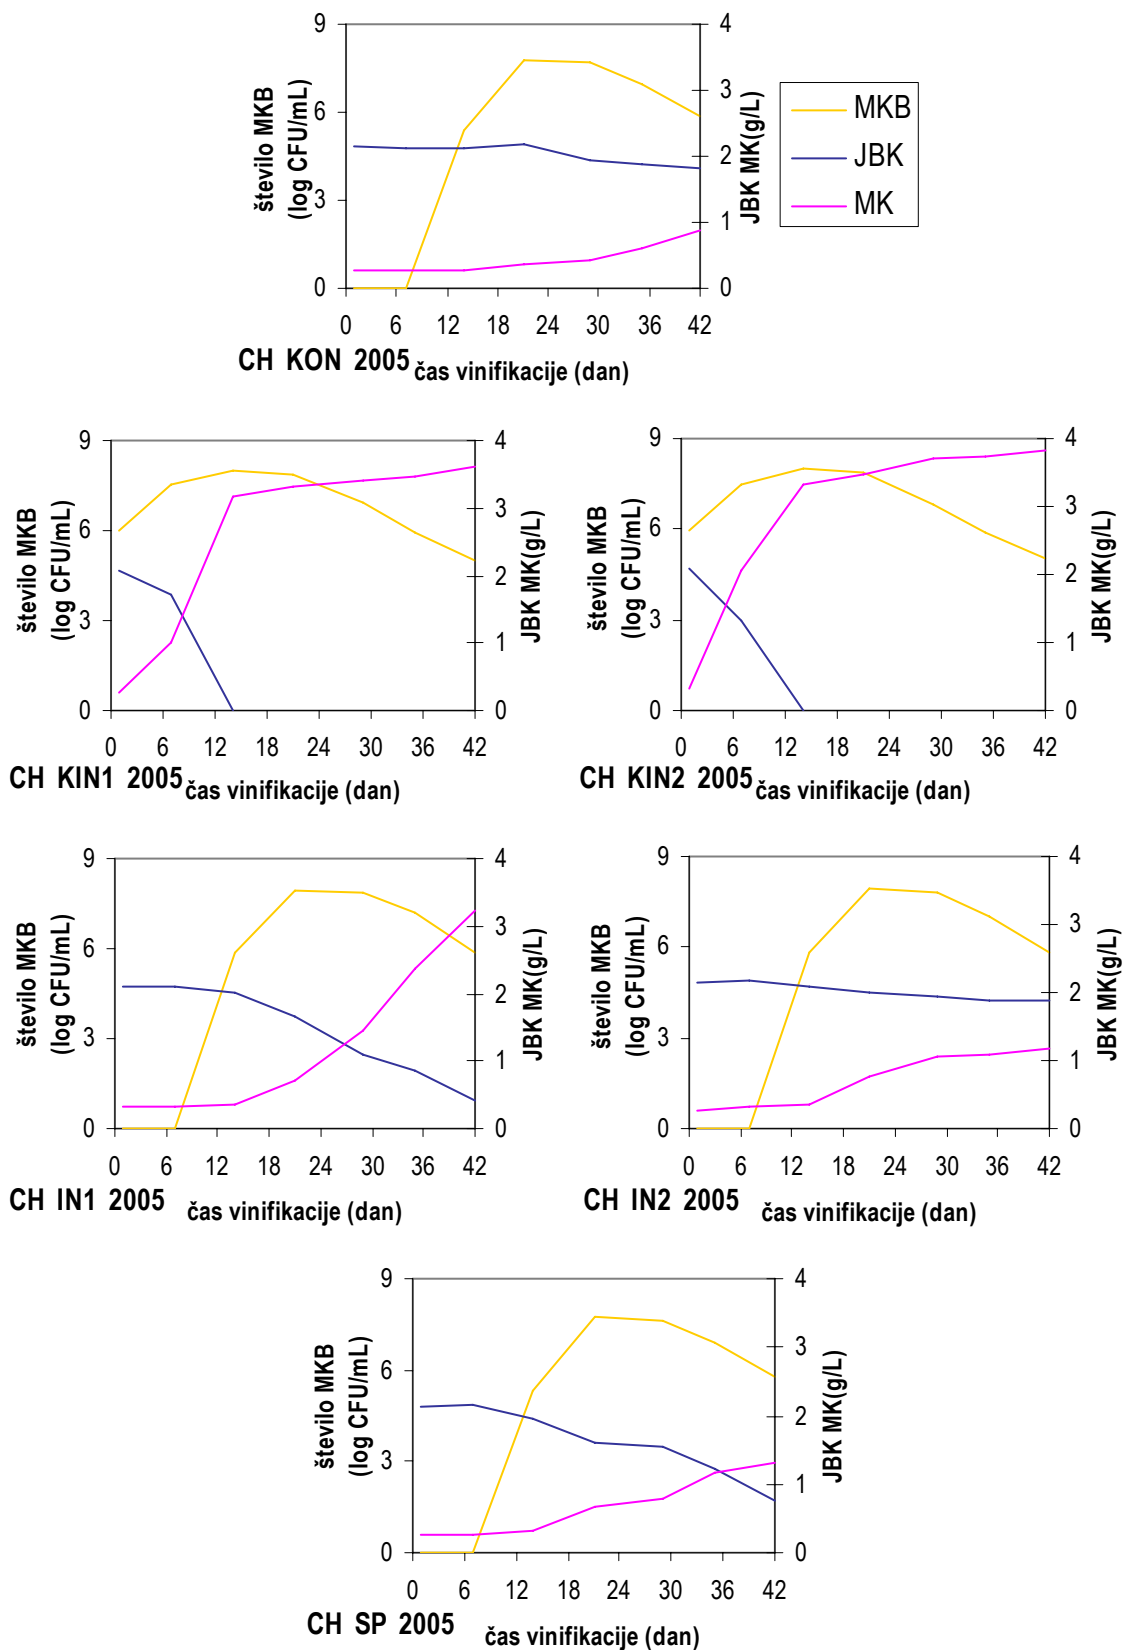 število MKB
(log CFU/mL)
9
6
3
0
4
3
2
1
0
JBK MK(g/L)
0 6 12 18 24 30 36 42
CH KON 2005
čas vinifikacije (dan)
MKB
JBK
MK
število MKB
(log CFU/mL)
9
6
3
0
4
3
2
1
0
JBK MK(g/L)
0 6 12 18 24 30 36 42
CH KIN1 2005
čas vinifikacije (dan)
število MKB
(log CFU/mL)
9
6
3
0
4
3
2
1
0
JBK MK(g/L)
0 6 12 18 24 30 36 42
CH KIN2 2005
čas vinifikacije (dan)
število MKB
(log CFU/mL)
9
6
3
0
4
3
2
1
0
JBK MK(g/L)
0 6 12 18 24 30 36 42
CH IN1 2005
čas vinifikacije (dan)
število MKB
(log CFU/mL)
9
6
3
0
4
3
2
1
0
JBK MK(g/L)
0 6 12 18 24 30 36 42
CH IN2 2005
čas vinifikacije (dan)
število MKB
(log CFU/mL)
9
6
3
0
4
3
2
1
0
JBK MK(g/L)
0 6 12 18 24 30 36 42
CH SP 2005
čas vinifikacije (dan)